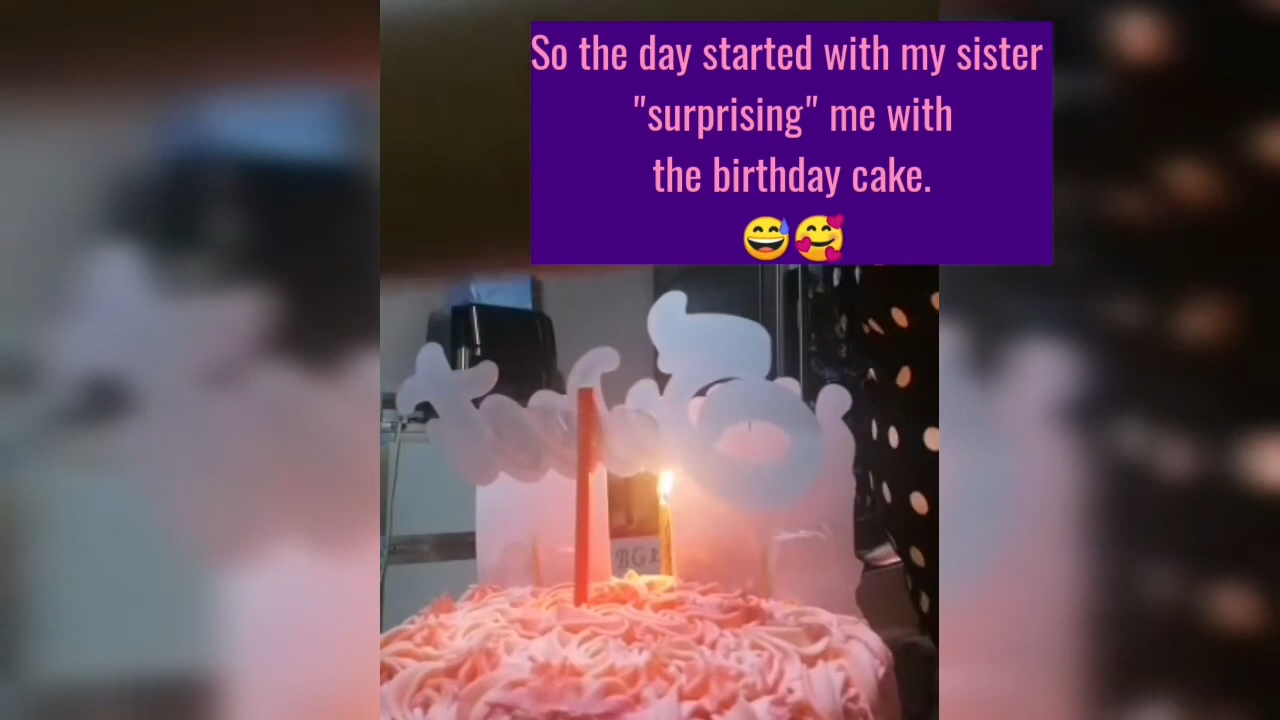 So the day started with my sister
"surprising" me with
the birthday cake.
😅🥰